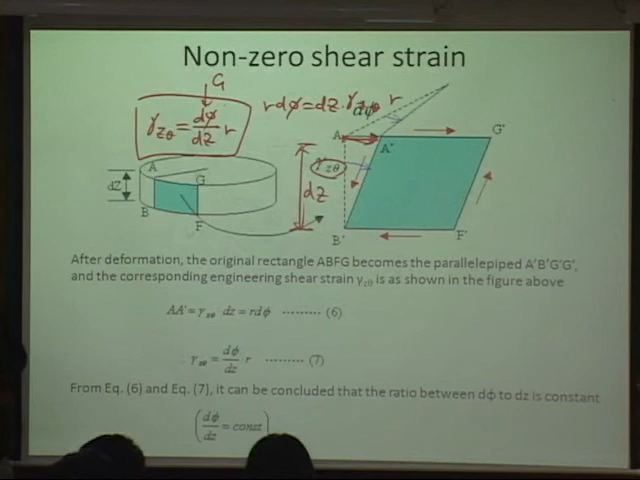 Non-zero shear strain
G
γzθ = dϕ/dz r
rdϕ = dz · γzθ
dϕ
r
A
A'
G'
γzθ
dz
B'
F'
dZ
A
G
B
F
After deformation, the original rectangle ABFG becomes the parallelepiped A'B'G'G',
and the corresponding engineering shear strain γzθ is as shown in the figure above
AA' = γzθ dz = rdϕ ......... (6)
γzθ = dϕ/dz r ......... (7)
From Eq. (6) and Eq. (7), it can be concluded that the ratio between dϕ to dz is constant
(dϕ/dz = const)